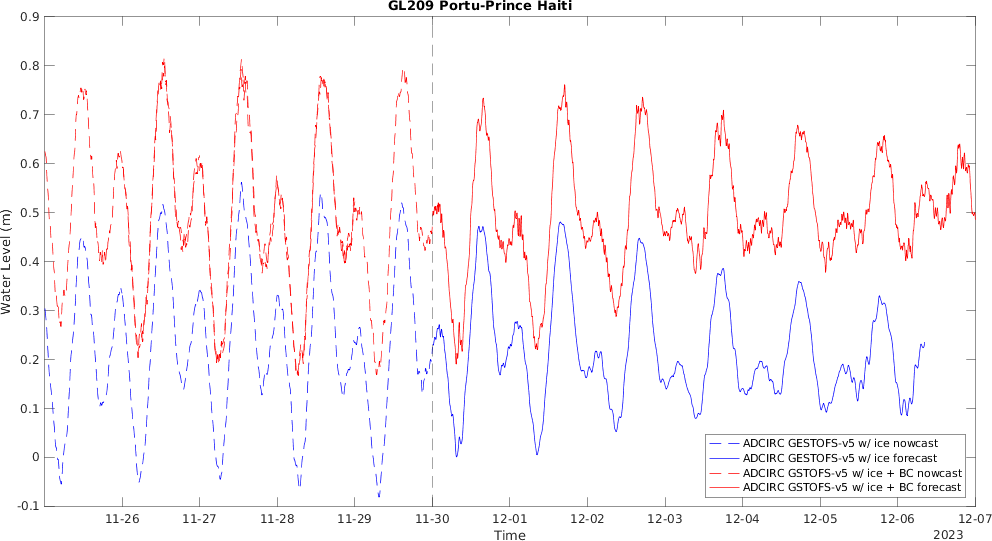 GL209 Portu-Prince Haiti
Water Level (m)
0.9
0.8
0.7
0.6
0.5
0.4
0.3
0.2
0.1
0
-0.1
11-26 11-27 11-28 11-29 11-30 12-01 12-02 12-03 12-04 12-05 12-06 12-07
Time
2023
ADCIRC GESTOFS-v5 w/ ice nowcast
ADCIRC GESTOFS-v5 w/ ice forecast
ADCIRC GSTOFS-v5 w/ ice + BC nowcast
ADCIRC GSTOFS-v5 w/ ice + BC forecast